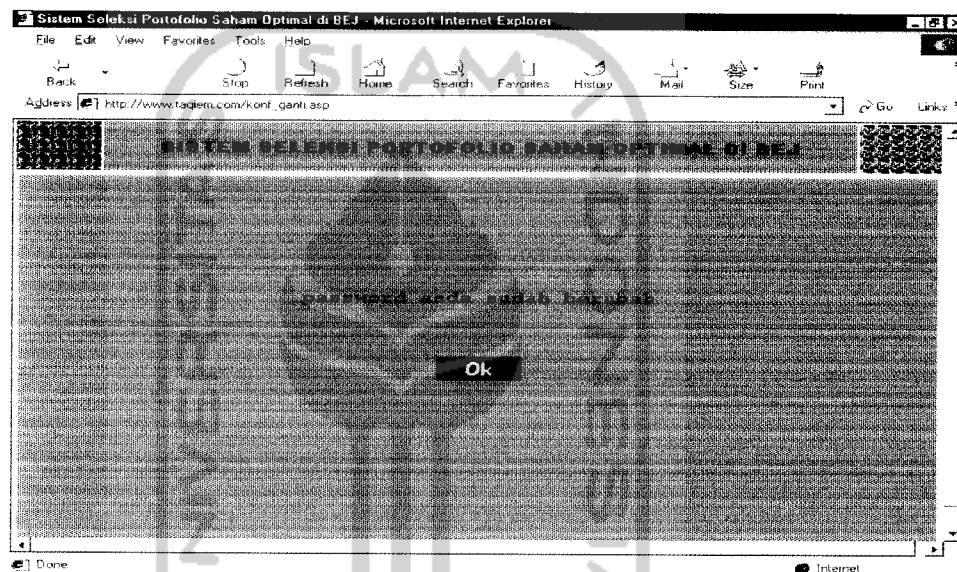 Sistem Seleksi Portofolio Saham Optimal di BEJ - Microsoft Internet Explorer
File Edit View Favorites Tools Help
Back Stop Refresh Home Search Favorites History Mail Size Print
Address http://www.taqiem.com/konf_ganti.asp Go Links
SISTEM SELEKSI PORTOFOLIO SAHAM OPTIMAL DI BEJ
password anda sudah berubah
Ok
Done Internet
ISLAM